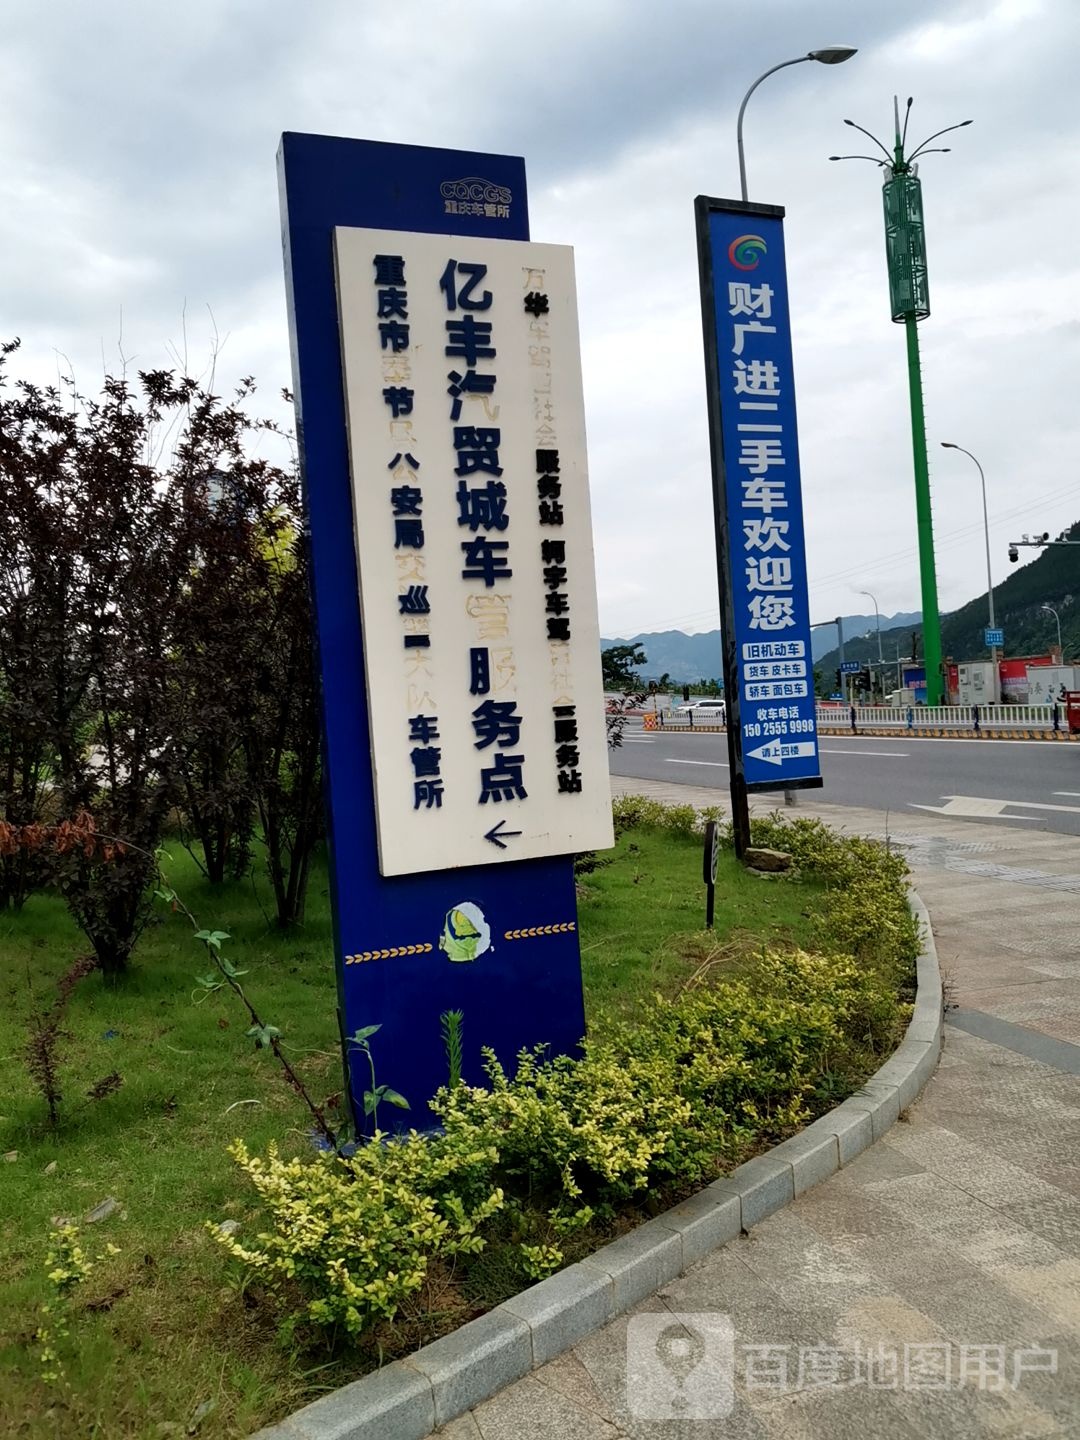 CQCGS
重庆车管所
重庆市奉节县公安局交巡警大队车管所
亿丰汽贸城车管服务点
万华车驾管社会服务站 车驾管社会服务站
财广进二手车欢迎您
旧机动车
货车 皮卡车
轿车 面包车
收车电话
150 2555 9998
请上四楼
百度地图用户